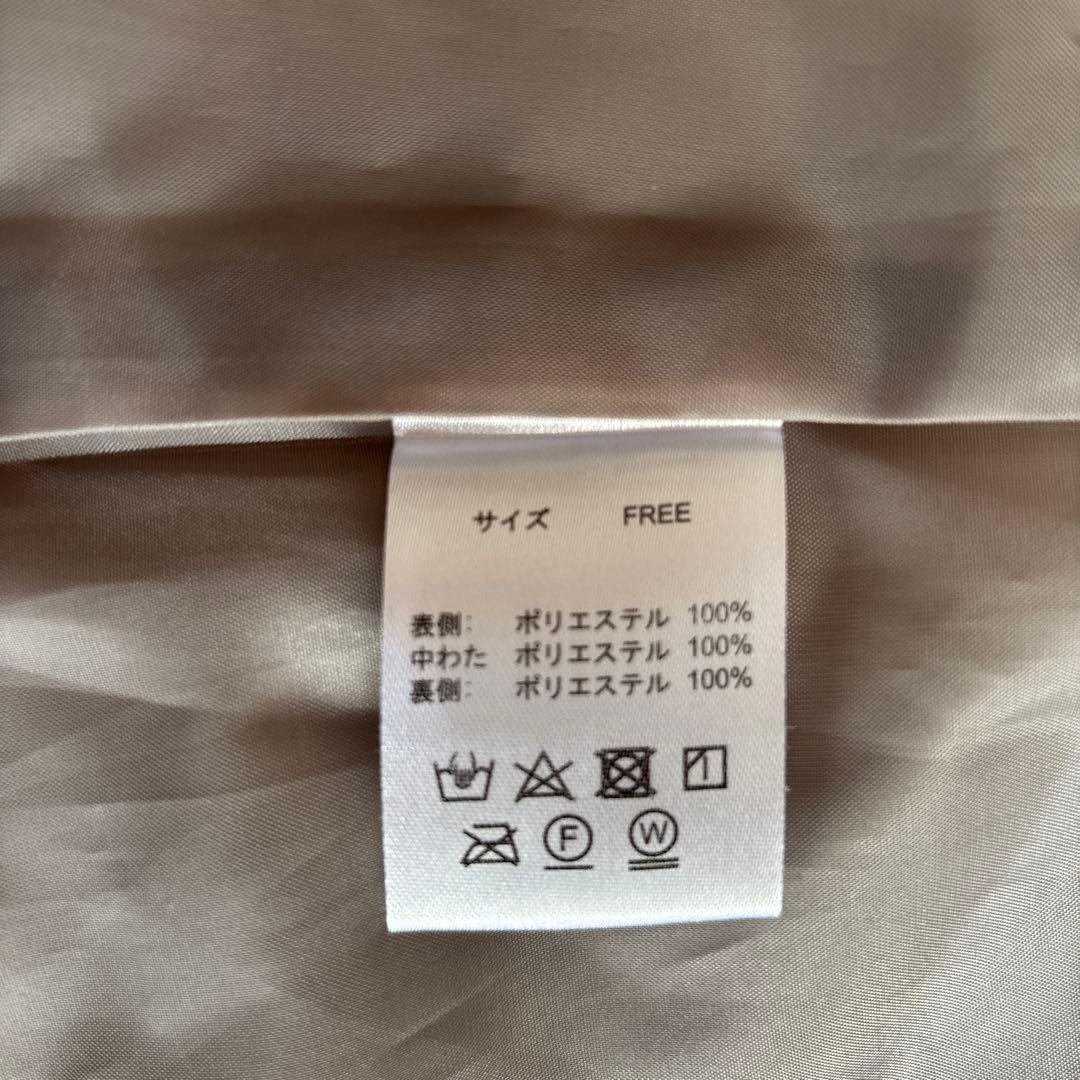 サイズ FREE
表側: ポリエステル 100%
中わた ポリエステル 100%
裏側: ポリエステル 100%
F W